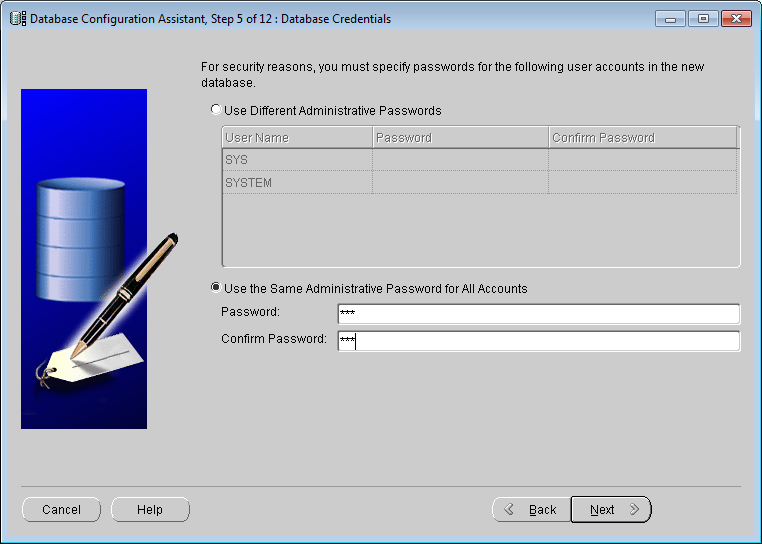 Database Configuration Assistant, Step 5 of 12 : Database Credentials
For security reasons, you must specify passwords for the following user accounts in the new
database.
Use Different Administrative Passwords
User Name Password Confirm Password
SYS
SYSTEM
Use the Same Administrative Password for All Accounts
Password: ***
Confirm Password: ***
Cancel Help Back Next